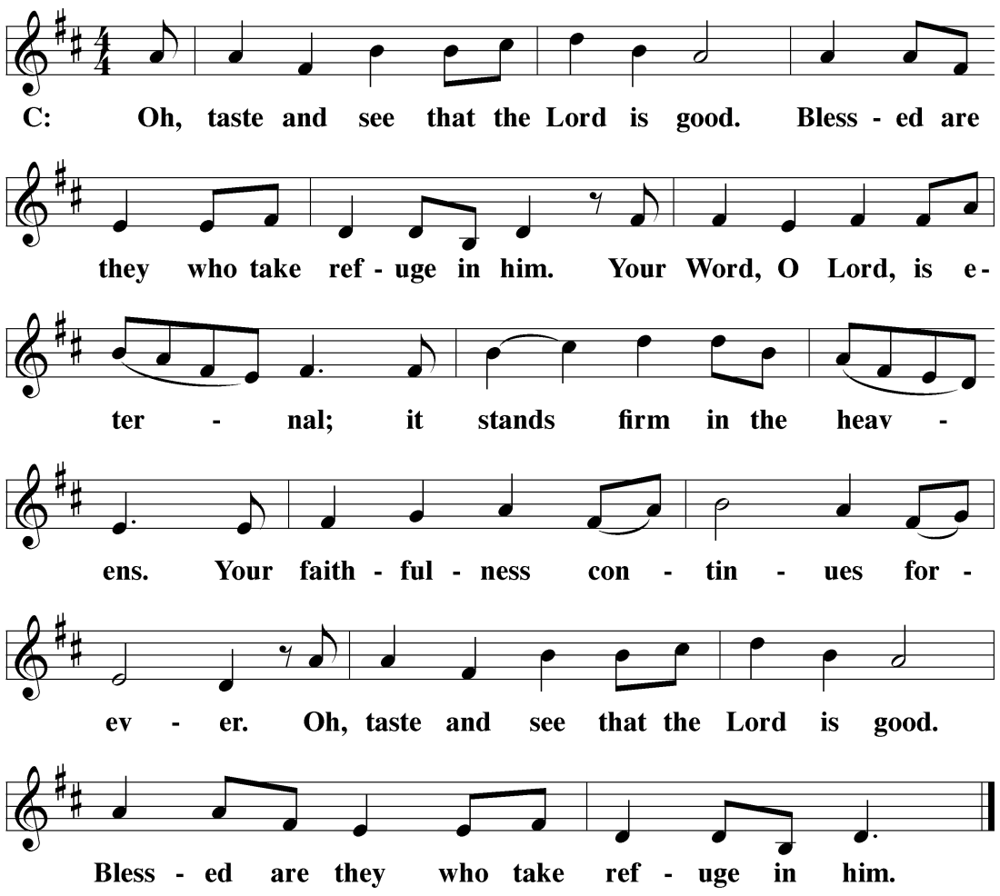 4 4
C: Oh, taste and see that the Lord is good. Bless - ed are
they who take ref - uge in him. Your Word, O Lord, is e -
ter - - nal; it stands firm in the heav -
ens. Your faith - ful - ness con - tin - ues for -
ev - er. Oh, taste and see that the Lord is good.
Bless - ed are they who take ref - uge in him.